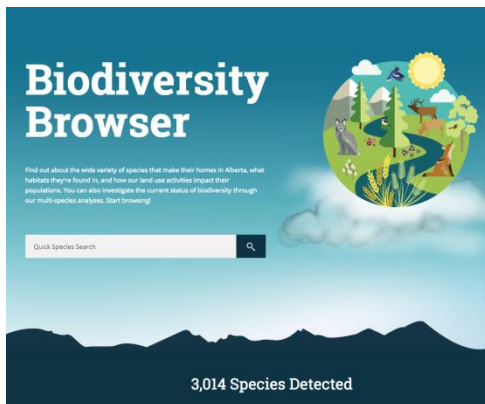 Biodiversity
Browser
Find out about the wide variety of species that make their homes in Alberta, what
habitats they're found in, and how our land use activities impact their
populations. You can also investigate the current status of biodiversity through
our multi-species analyses. Start browsing!
Quick Species Search
3,014 Species Detected